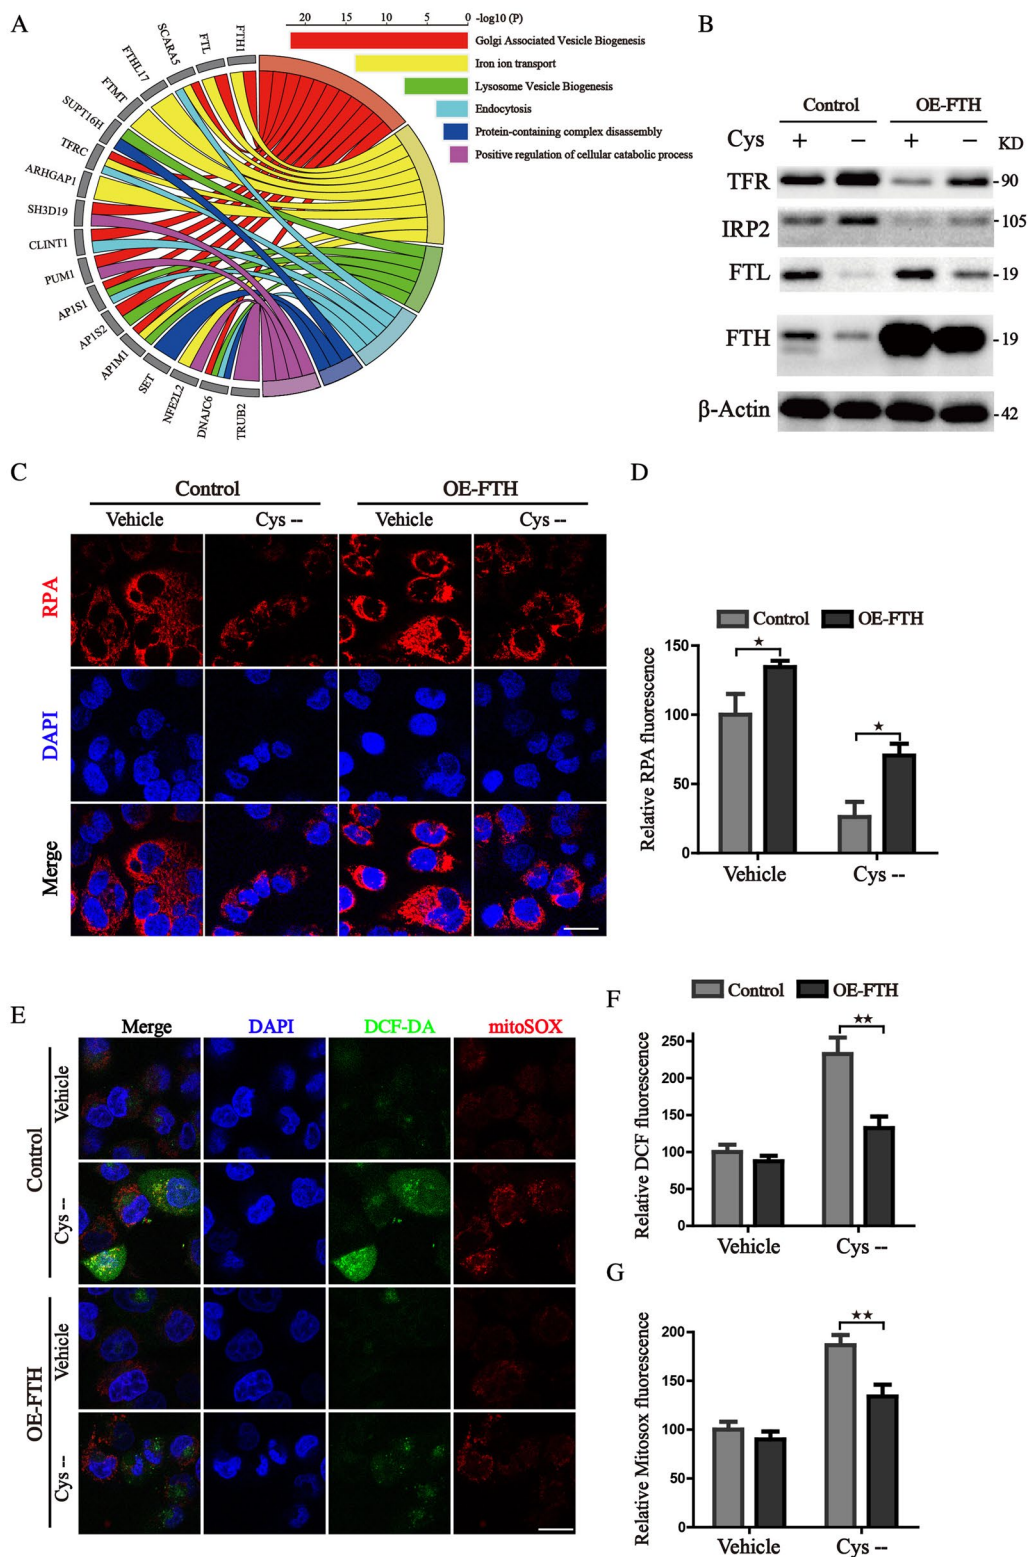 A
20 15 10 5 0 -log10 (P)
Golgi Associated Vesicle Biogenesis
Iron ion transport
Lysosome Vesicle Biogenesis
Endocytosis
Protein-containing complex disassembly
Positive regulation of cellular catabolic process
FTH1
FTL
SCARA5
FTHL17
FTMT
SUPT16H
TFRC
ARHGAP1
SH3D19
CLINT1
PUM1
AP1S1
AP1S2
AP1M1
SET
NFE2L2
DNAJC6
TRUB2
B
Control OE-FTH
Cys + − + − KD
TFR -90
IRP2 -105
FTL -19
FTH -19
β-Actin -42
C
Control OE-FTH
Vehicle Cys -- Vehicle Cys --
RPA
DAPI
Merge
D
Control OE-FTH
Relative RPA fluorescence
150
100
50
0
Vehicle Cys --
★
★
E
Merge DAPI DCF-DA mitoSOX
Control
Vehicle
Cys --
OE-FTH
Vehicle
Cys --
F
Control OE-FTH
Relative DCF fluorescence
250
200
150
100
50
0
★★
Vehicle Cys --
G
Relative Mitosox fluorescence
200
150
100
50
0
★★
Vehicle Cys --